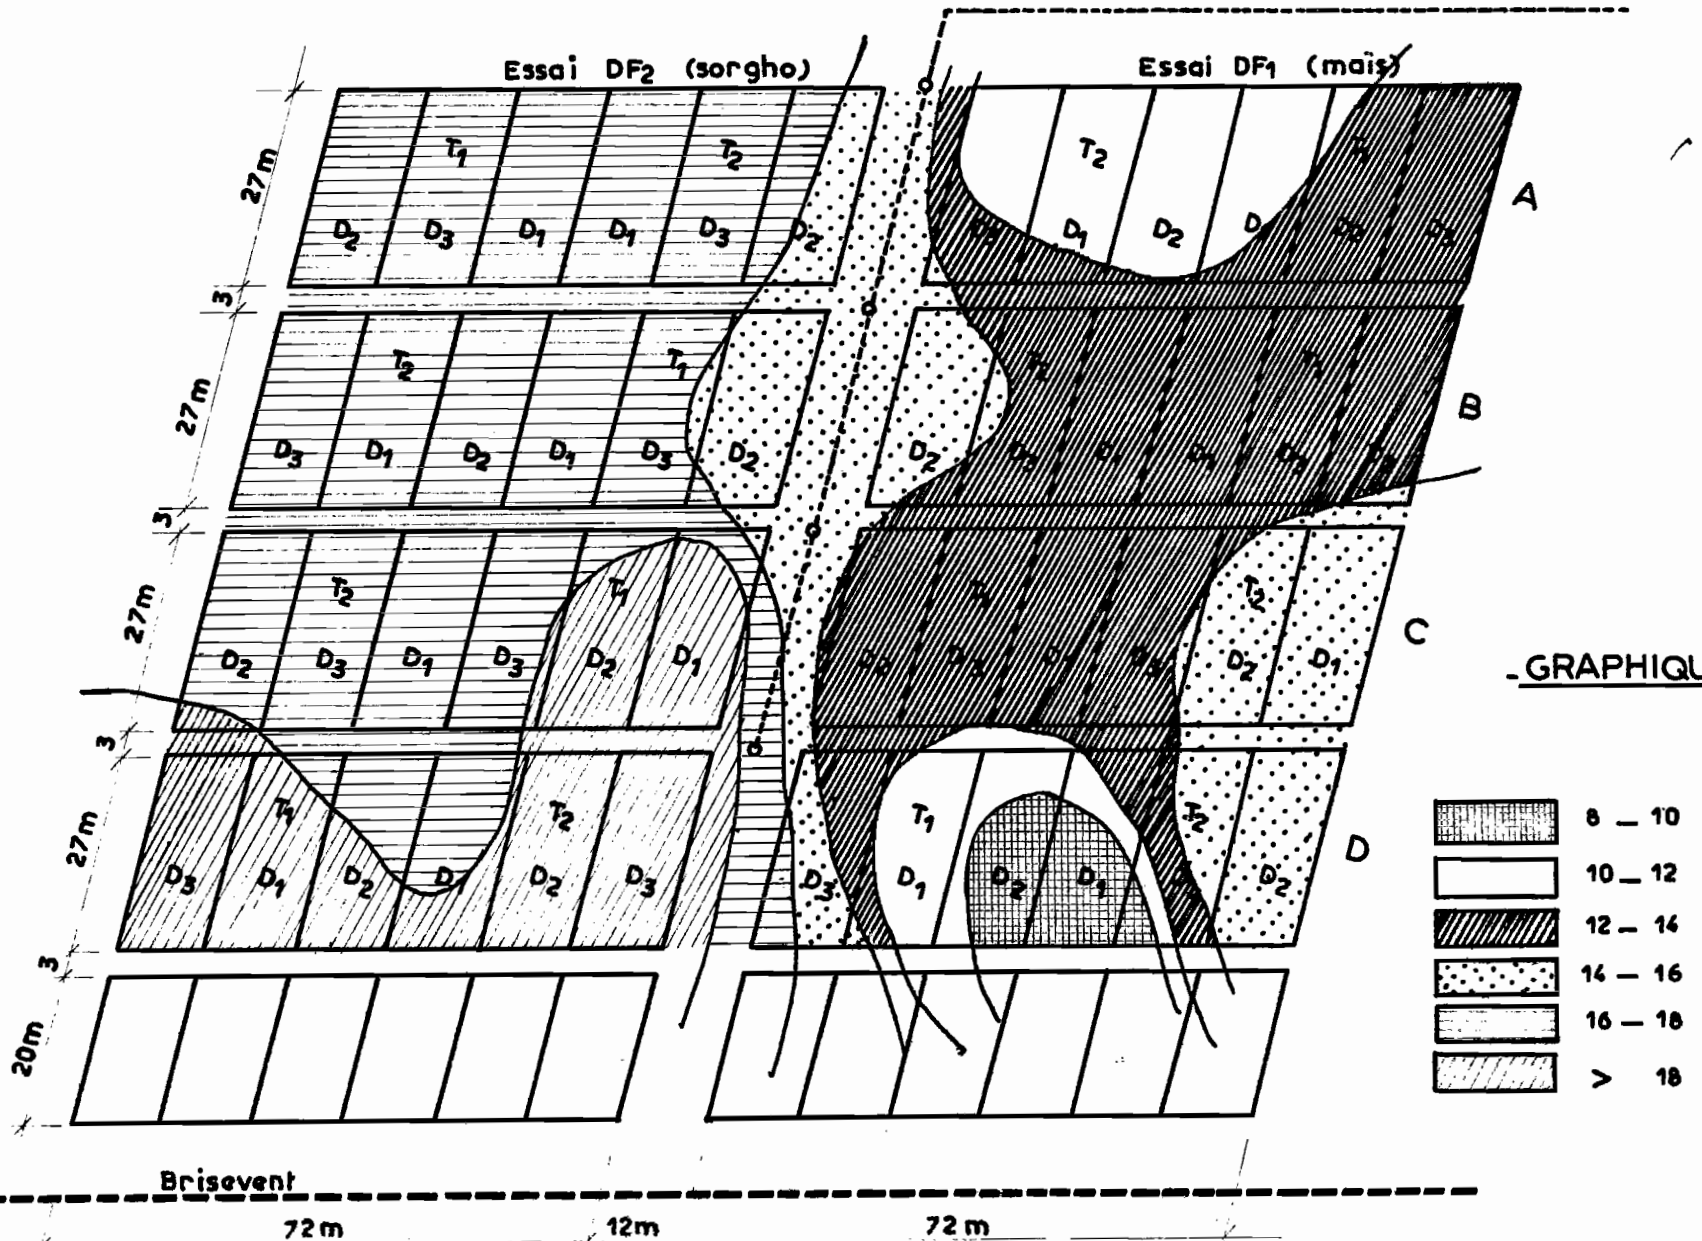 Essai DF2 (sorgho)
Essai DF1 (maïs)
27m
T1 T2
T2
D2 D3 D1 D1 D3 D2
D1 D2
A
3
27m
T2 T1
T2
D3 D1 D2 D1 D3 D2
D2 D3 D1
B
3
27m
T2 T1
T2
D2 D3 D1 D3 D2 D1
D2 D3 D2 D1
C
- GRAPHIQU
3
27m
T1 T2
T1 T2
D3 D1 D2 D1 D2 D3
D3 D1 D2 D1 D2
D
3
20m
8 — 10
10 — 12
12 — 14
14 — 16
16 — 18
> 18
Brisevent
72m 12m 72m